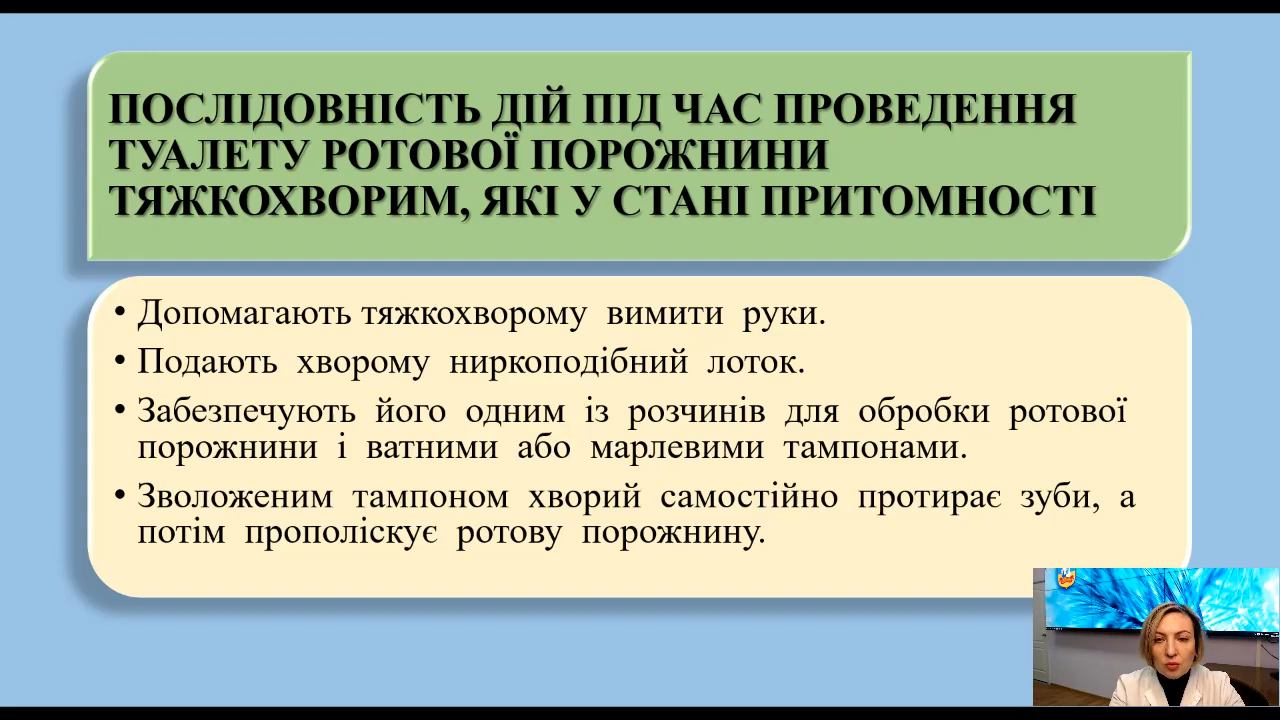 ПОСЛІДОВНІСТЬ ДІЙ ПІД ЧАС ПРОВЕДЕННЯ
ТУАЛЕТУ РОТОВОЇ ПОРОЖНИНИ
ТЯЖКОХВОРИМ, ЯКІ У СТАНІ ПРИТОМНОСТІ
• Допомагають тяжкохворому вимити руки.
• Подають хворому ниркоподібний лоток.
• Забезпечують його одним із розчинів для обробки ротової
порожнини і ватними або марлевими тампонами.
• Зволоженим тампоном хворий самостійно протирає зуби, а
потім прополіскує ротову порожнину.